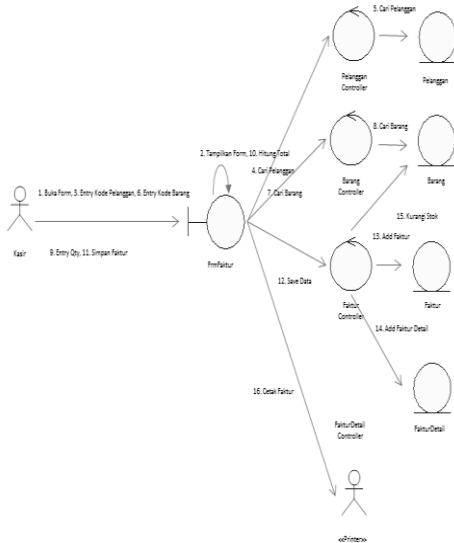 5. Cari Pelanggan
Pelanggan
Controller
Pelanggan
2. Tampilkan Form, 10. Hitung Total
4. Cari Pelanggan
7. Cari Barang
8. Cari Barang
Barang
Controller
Barang
1. Buka Form, 3. Entry Kode Pelanggan, 6. Entry Kode Barang
9. Entry Qty, 11. Simpan Faktur
Kasir
FrmFaktur
15. Kurangi Stok
13. Add Faktur
12. Save Data
Faktur
Controller
Faktur
14. Add Faktur Detail
16. Cetak Faktur
FakturDetail
FakturDetail
Controller
<<Printer>>